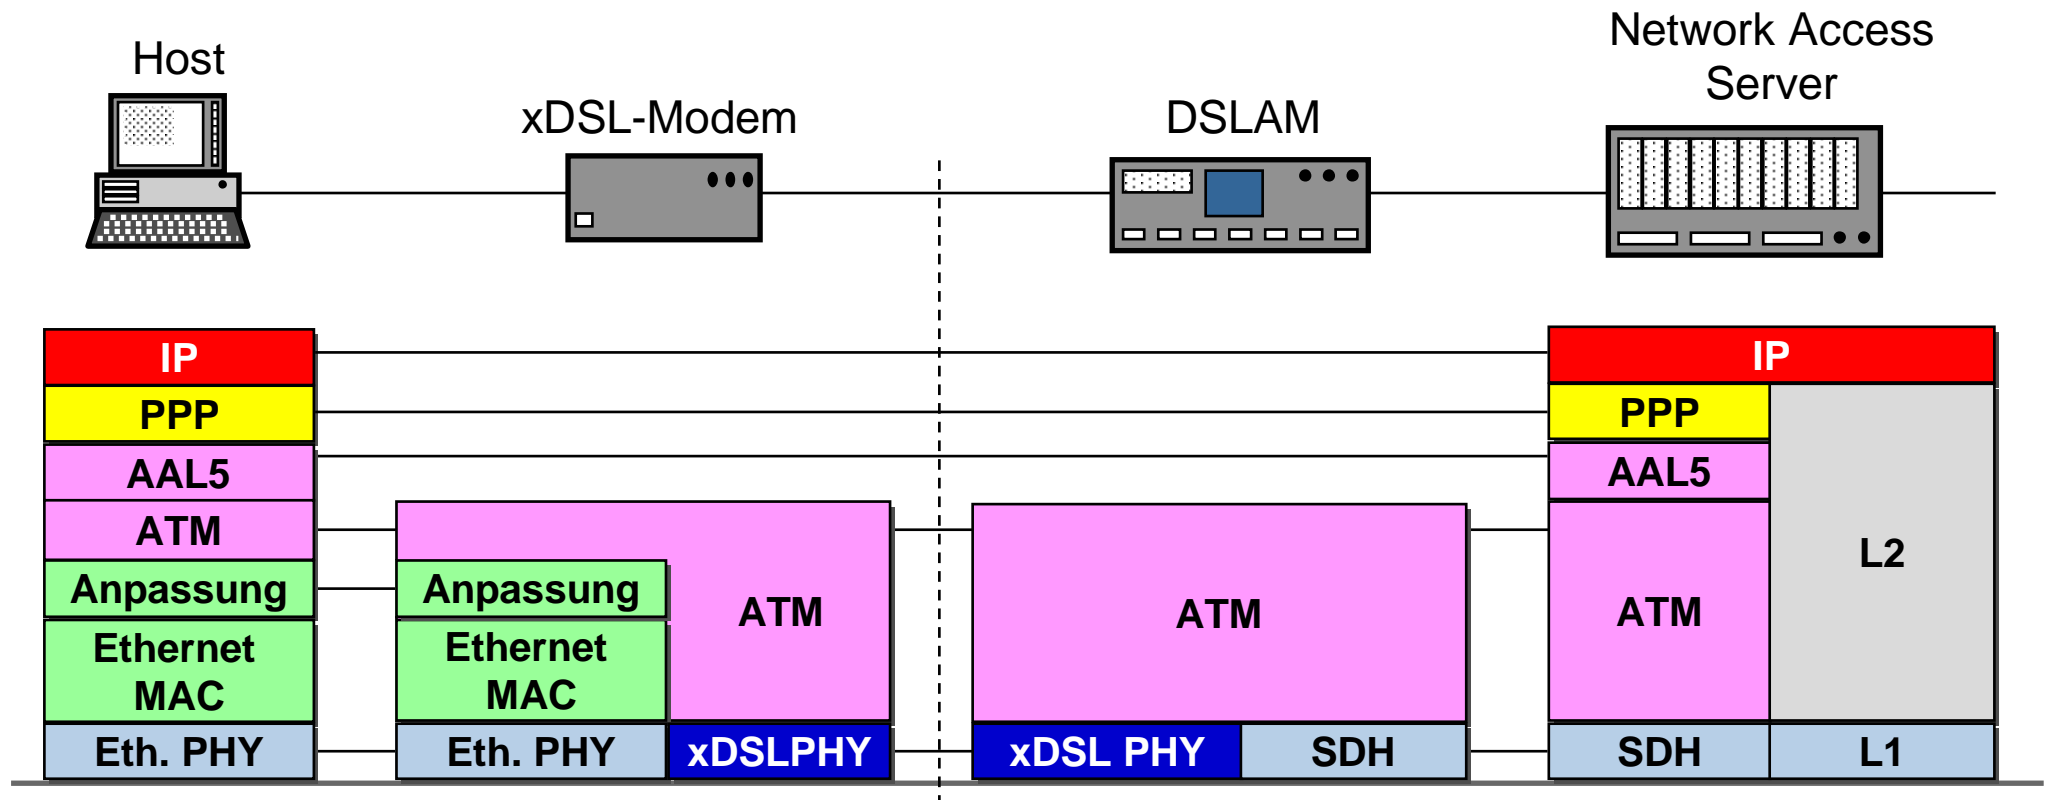 Host
xDSL-Modem
DSLAM
Network Access
Server
IP
PPP
AAL5
ATM
Anpassung
Ethernet
MAC
Eth. PHY
Anpassung
Ethernet
MAC
ATM
Eth. PHY
xDSLPHY
ATM
xDSL PHY
SDH
IP
PPP
AAL5
ATM
L2
SDH
L1